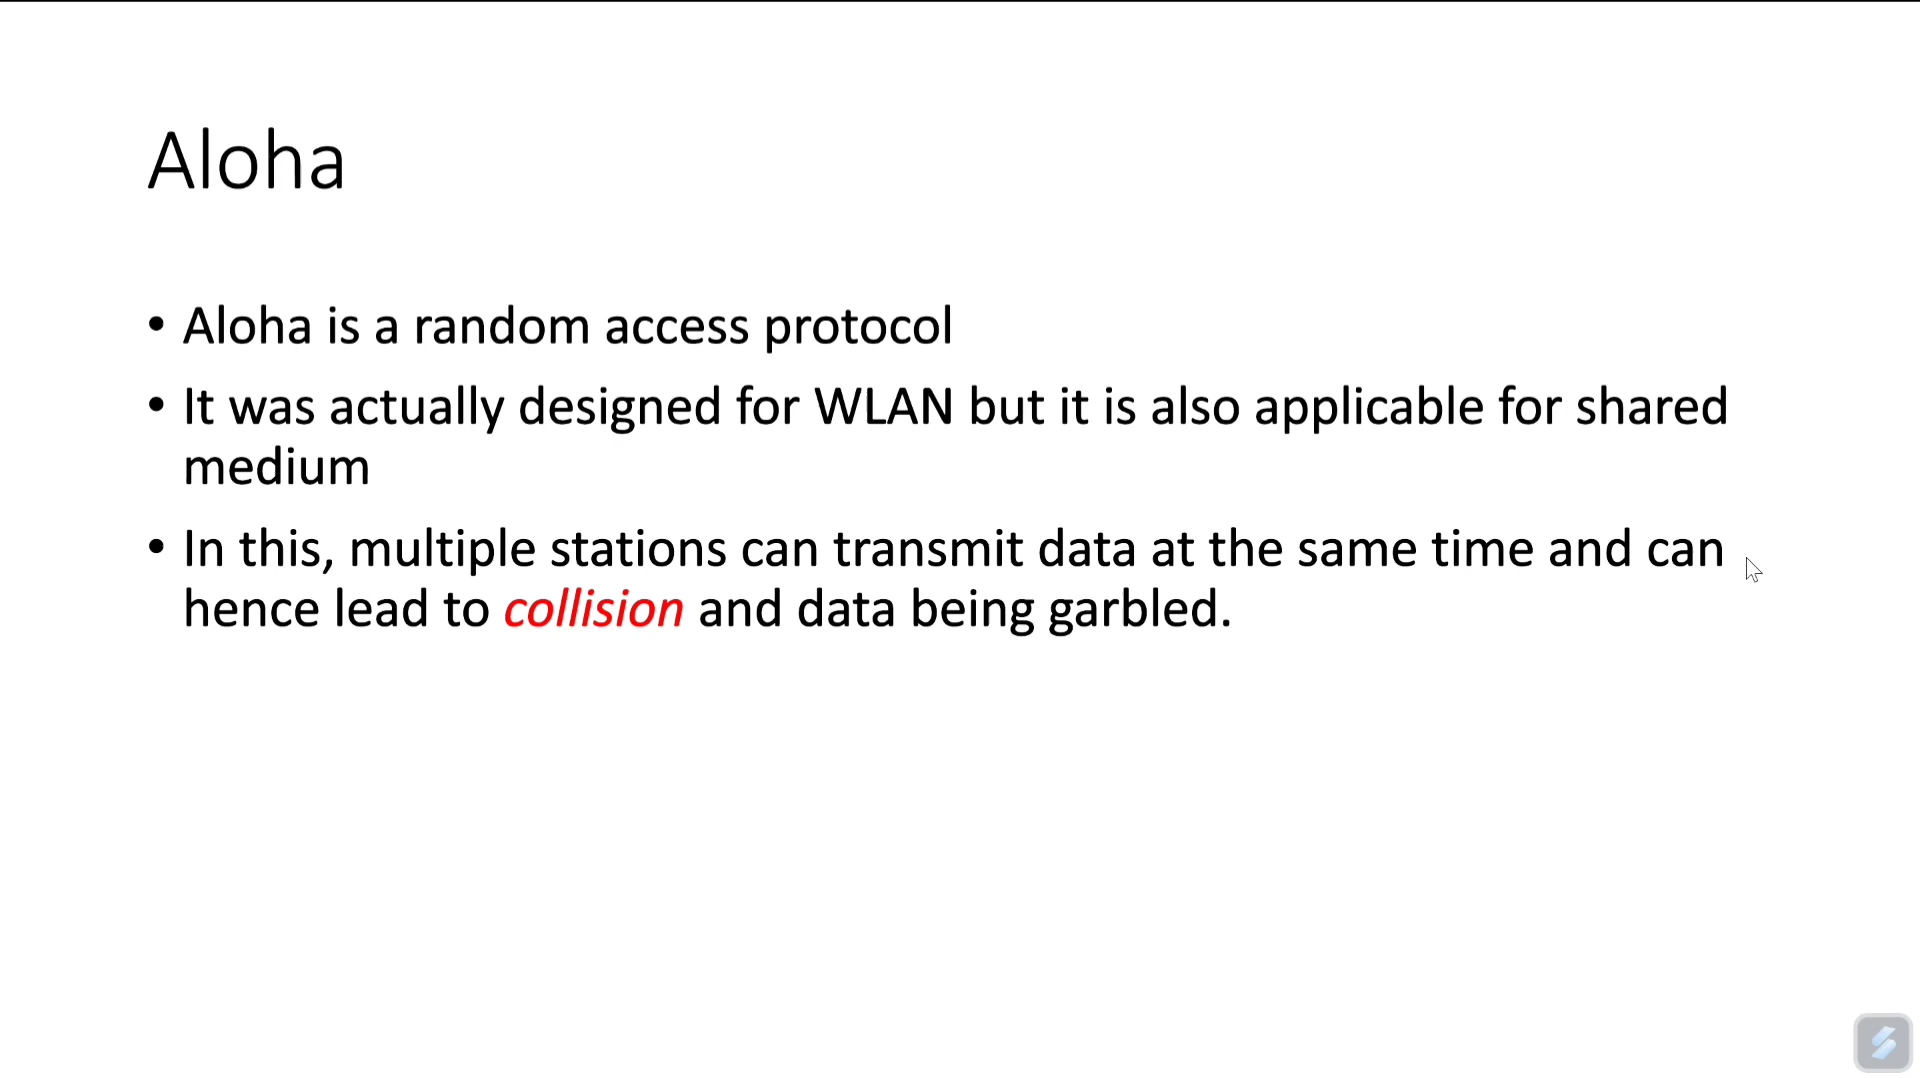 Aloha
• Aloha is a random access protocol
• It was actually designed for WLAN but it is also applicable for shared
medium
• In this, multiple stations can transmit data at the same time and can
hence lead to collision and data being garbled.